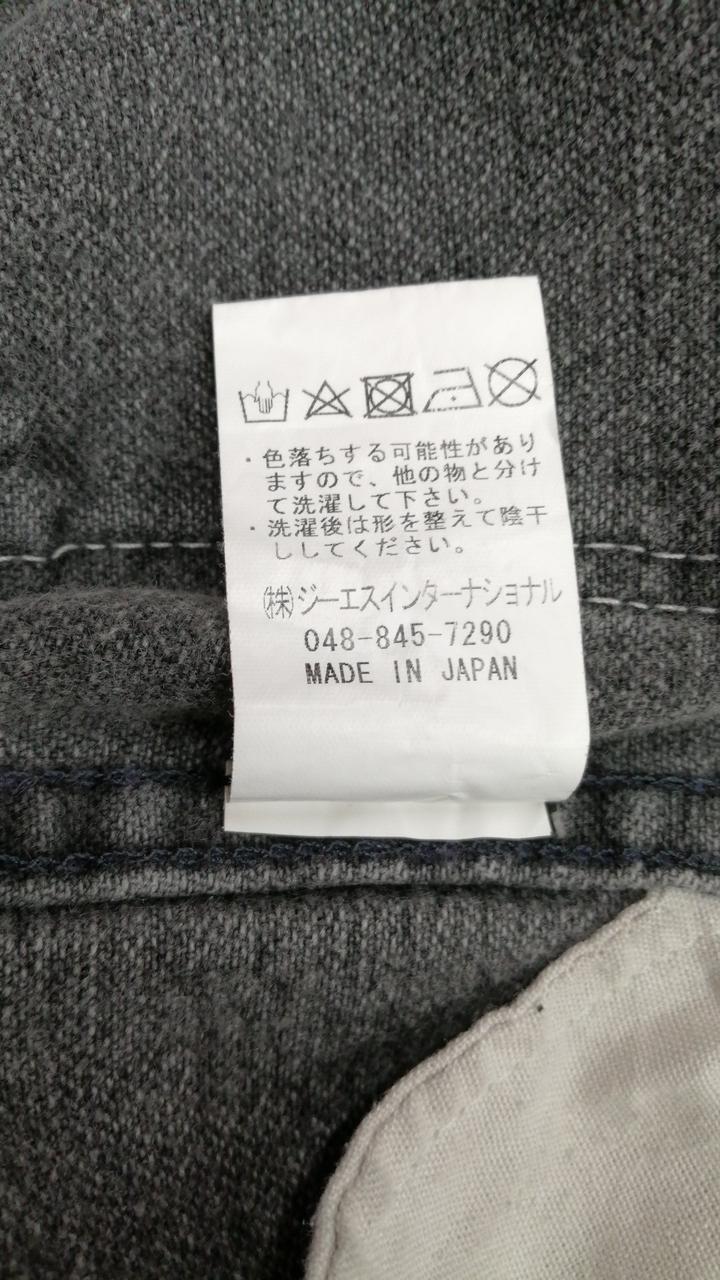 ・色落ちする可能性があり
ますので、他の物と分け
て洗濯して下さい。
・洗濯後は形を整えて陰干
ししてください。
㈱ジーエスインターナショナル
048-845-7290
MADE IN JAPAN